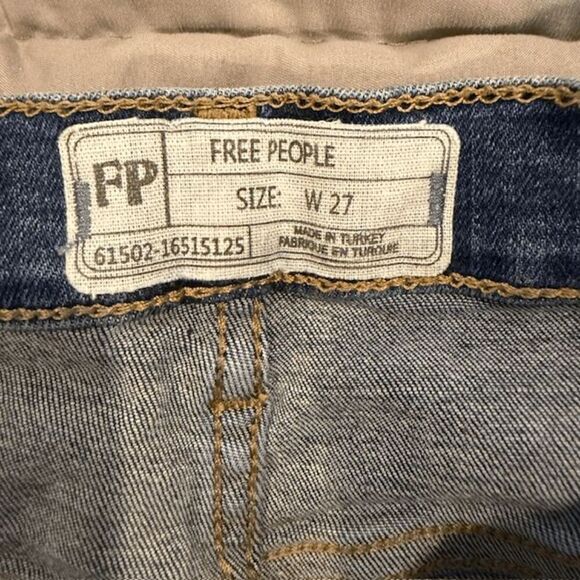 FP
FREE PEOPLE
SIZE: W 27
61502-16515125
MADE IN TURKEY
FABRIQUE EN TURQUIE